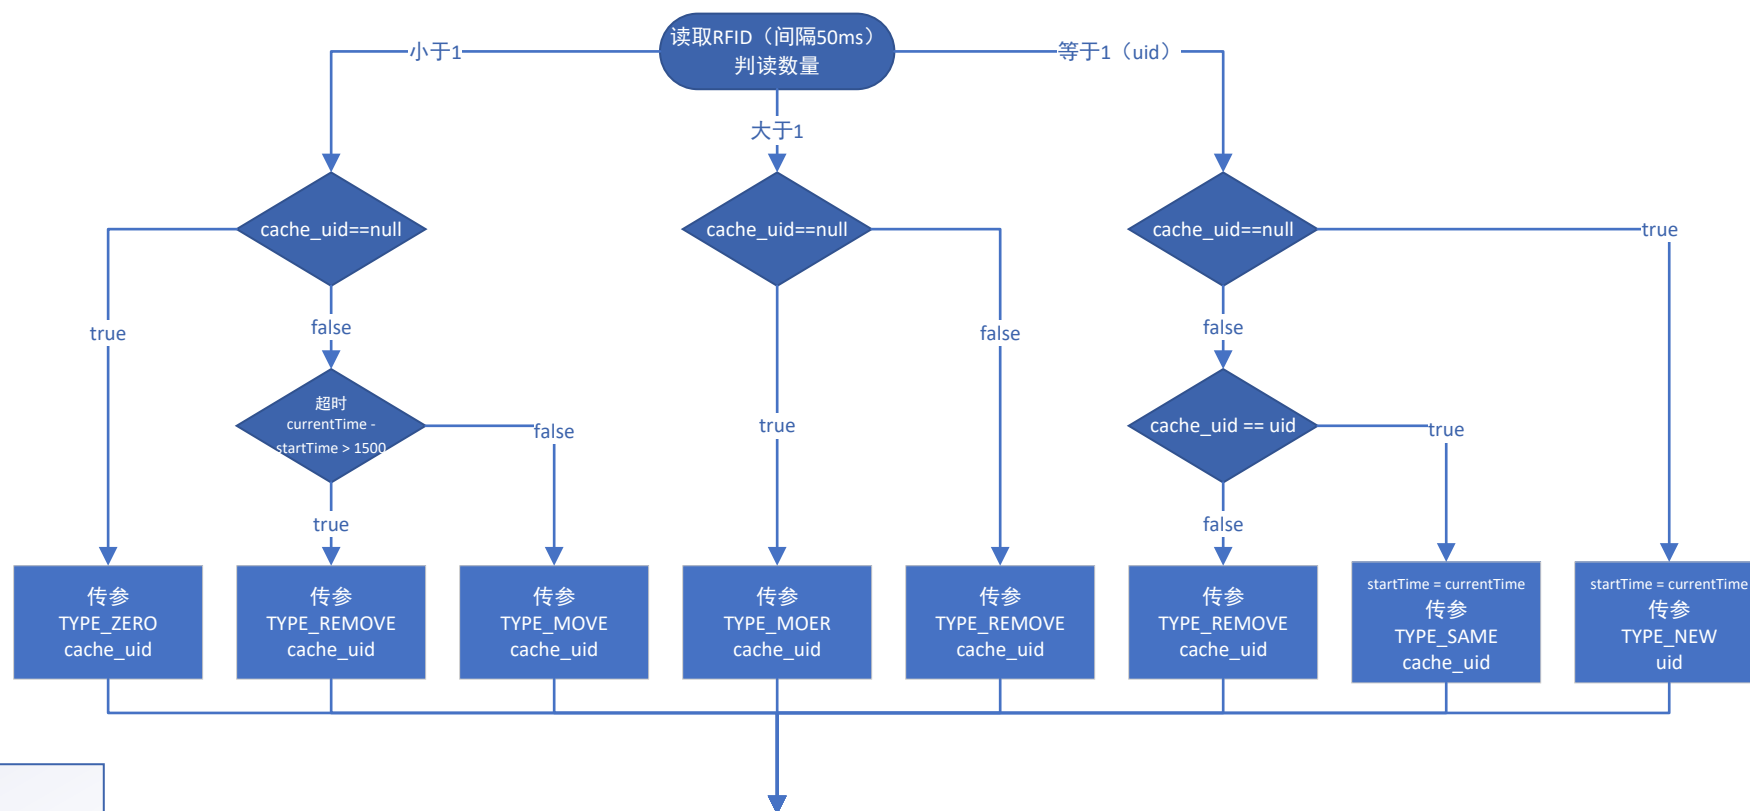 读取RFID（间隔50ms）
判读数量
小于1
等于1（uid）
大于1
cache_uid==null
cache_uid==null
cache_uid==null
true
true
false
false
false
超时
currentTime -
startTime > 1500
false
true
cache_uid == uid
true
true
false
传参
TYPE_ZERO
cache_uid
传参
TYPE_REMOVE
cache_uid
传参
TYPE_MOVE
cache_uid
传参
TYPE_MOER
cache_uid
传参
TYPE_REMOVE
cache_uid
传参
TYPE_REMOVE
cache_uid
startTime = currentTime
传参
TYPE_SAME
cache_uid
startTime = currentTime
传参
TYPE_NEW
uid